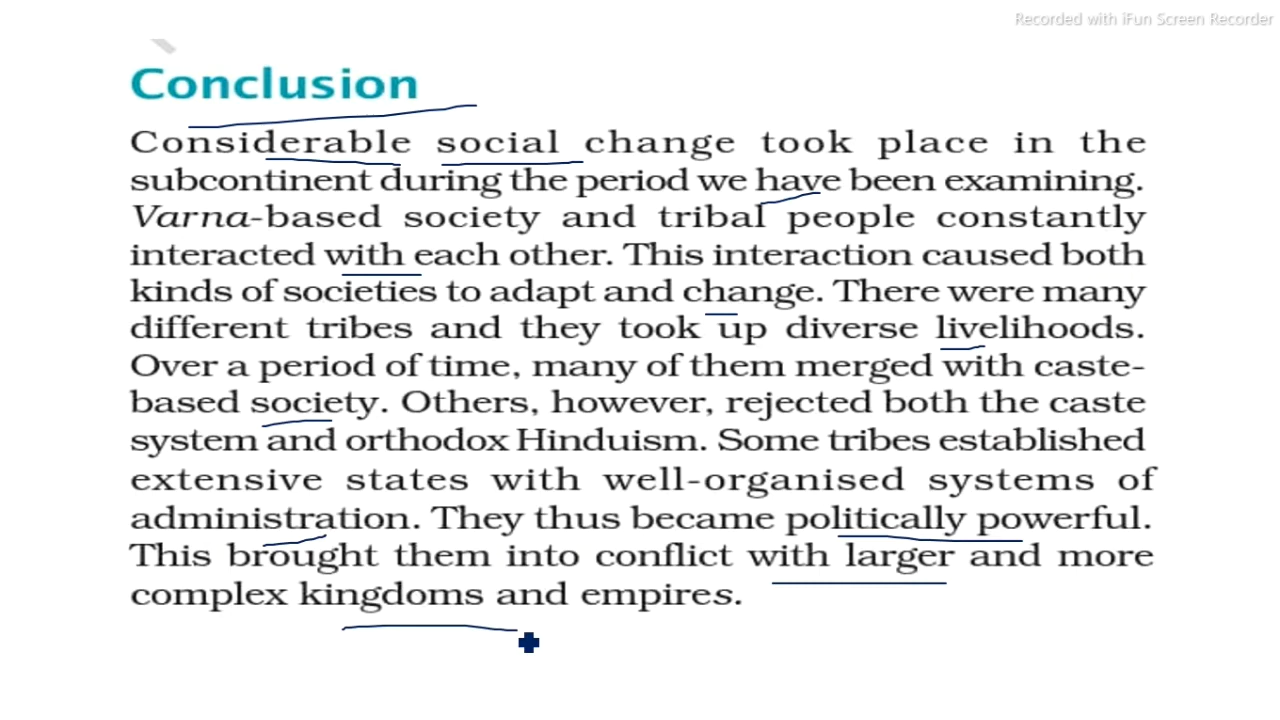 Recorded with iFun Screen Recorder
Conclusion
Considerable social change took place in the
subcontinent during the period we have been examining.
Varna-based society and tribal people constantly
interacted with each other. This interaction caused both
kinds of societies to adapt and change. There were many
different tribes and they took up diverse livelihoods.
Over a period of time, many of them merged with caste-
based society. Others, however, rejected both the caste
system and orthodox Hinduism. Some tribes established
extensive states with well-organised systems of
administration. They thus became politically powerful.
This brought them into conflict with larger and more
complex kingdoms and empires.